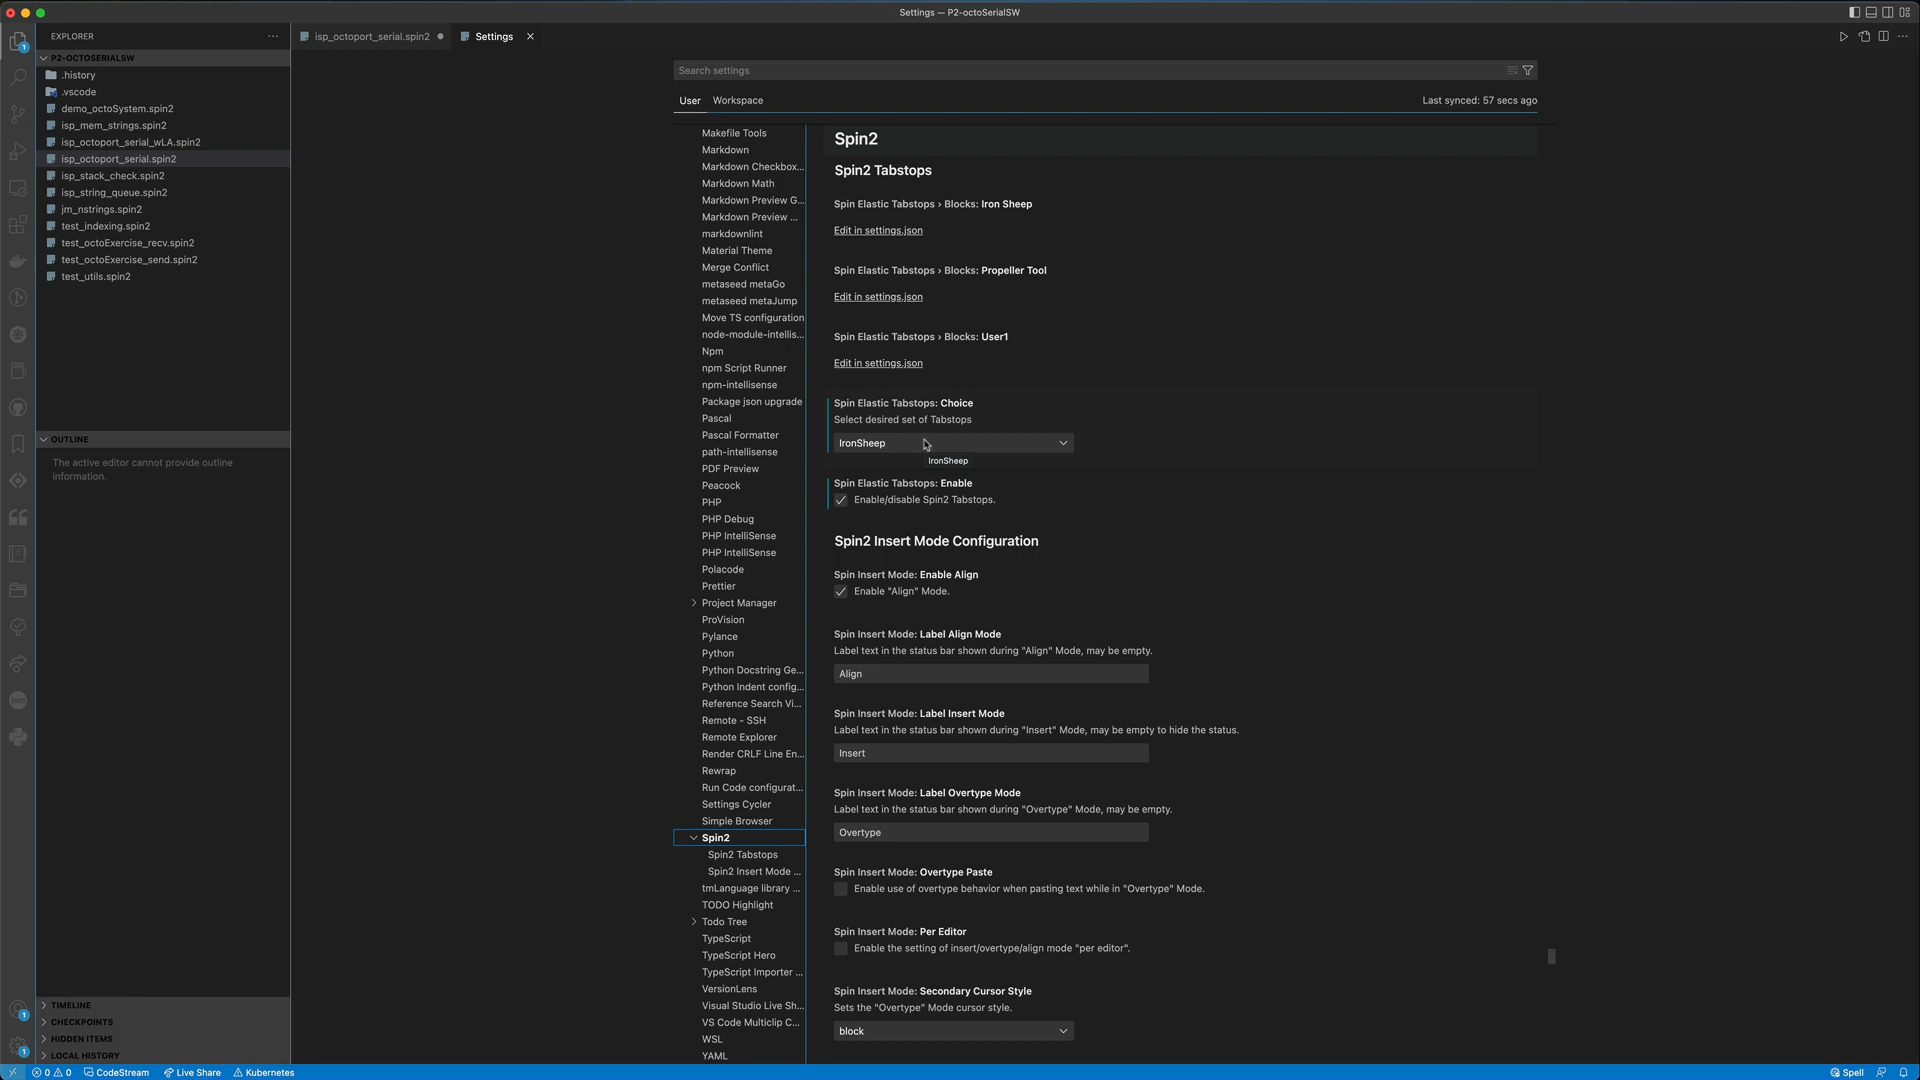 Settings — P2-octoSerialSW
EXPLORER
isp_octoport_serial.spin2
Settings
P2-OCTOSERIALSW
.history
.vscode
demo_octoSystem.spin2
isp_mem_strings.spin2
isp_octoport_serial_wLA.spin2
isp_octoport_serial.spin2
isp_stack_check.spin2
isp_string_queue.spin2
jm_nstrings.spin2
test_indexing.spin2
test_octoExercise_recv.spin2
test_octoExercise_send.spin2
test_utils.spin2
OUTLINE
The active editor cannot provide outline
information.
TIMELINE
CHECKPOINTS
HIDDEN ITEMS
LOCAL HISTORY
1
1
1
Search settings
User
Workspace
Last synced: 57 secs ago
Makefile Tools
Markdown
Markdown Checkbox...
Markdown Math
Markdown Preview G...
Markdown Preview ...
markdownlint
Material Theme
Merge Conflict
metaseed metaGo
metaseed metaJump
Move TS configuration
node-module-intellis...
Npm
npm Script Runner
npm-intellisense
Package json upgrade
Pascal
Pascal Formatter
path-intellisense
PDF Preview
Peacock
PHP
PHP Debug
PHP IntelliSense
PHP IntelliSense
Polacode
Prettier
Project Manager
ProVision
Pylance
Python
Python Docstring Ge...
Python Indent config...
Reference Search Vi...
Remote - SSH
Remote Explorer
Render CRLF Line En...
Rewrap
Run Code configurat...
Settings Cycler
Simple Browser
Spin2
Spin2 Tabstops
Spin2 Insert Mode ...
tmLanguage library ...
TODO Highlight
Todo Tree
TypeScript
TypeScript Hero
TypeScript Importer ...
VersionLens
Visual Studio Live Sh...
VS Code Multiclip C...
WSL
YAML
Spin2
Spin2 Tabstops
Spin Elastic Tabstops › Blocks: Iron Sheep
Edit in settings.json
Spin Elastic Tabstops › Blocks: Propeller Tool
Edit in settings.json
Spin Elastic Tabstops › Blocks: User1
Edit in settings.json
Spin Elastic Tabstops: Choice
Select desired set of Tabstops
IronSheep
IronSheep
Spin Elastic Tabstops: Enable
Enable/disable Spin2 Tabstops.
Spin2 Insert Mode Configuration
Spin Insert Mode: Enable Align
Enable "Align" Mode.
Spin Insert Mode: Label Align Mode
Label text in the status bar shown during "Align" Mode, may be empty.
Align
Spin Insert Mode: Label Insert Mode
Label text in the status bar shown during "Insert" Mode, may be empty to hide the status.
Insert
Spin Insert Mode: Label Overtype Mode
Label text in the status bar shown during "Overtype" Mode, may be empty.
Overtype
Spin Insert Mode: Overtype Paste
Enable use of overtype behavior when pasting text while in "Overtype" Mode.
Spin Insert Mode: Per Editor
Enable the setting of insert/overtype/align mode "per editor".
Spin Insert Mode: Secondary Cursor Style
Sets the "Overtype" Mode cursor style.
block
0 0 CodeStream Live Share Kubernetes
Spell